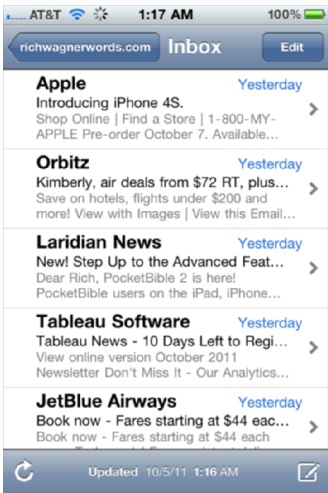 AT&T 1:17 AM 100%
richwagnerwords.com Inbox Edit
Apple Yesterday
Introducing iPhone 4S.
Shop Online | Find a Store | 1-800-MY-
APPLE Pre-order October 7. Available...
Orbitz Yesterday
Kimberly, air deals from $72 RT, plus...
Save on hotels, flights under $200 and
more! View with Images | View this Email...
Laridian News Yesterday
New! Step Up to the Advanced Feat...
Dear Rich, PocketBible 2 is here!
PocketBible users on the iPad, iPhone...
Tableau Software Yesterday
Tableau News - 10 Days Left to Regi...
View online version October 2011
Newsletter Don't Miss It - Our Analytics...
JetBlue Airways Yesterday
Book now - Fares starting at $44 eac...
Book now - Fares starting at $44 each
Updated 10/5/11 1:16 AM